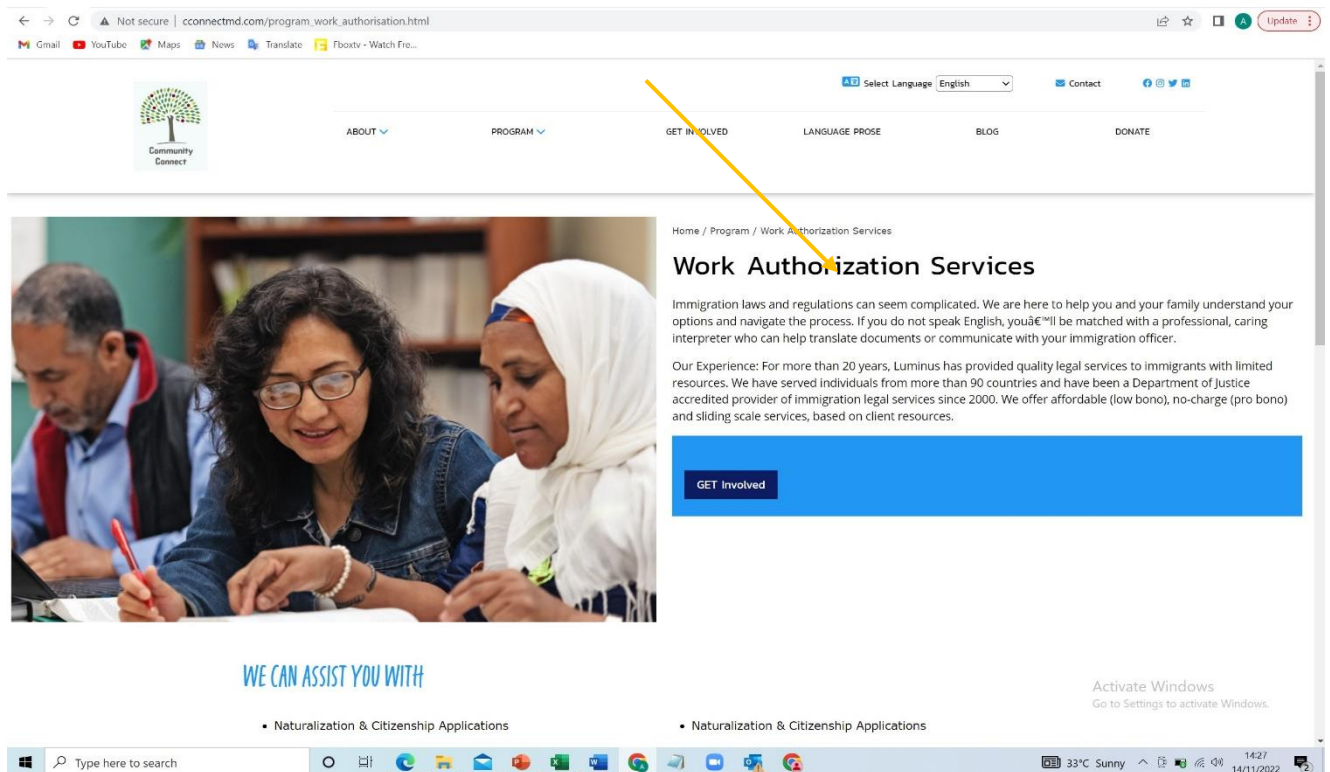 Not secure | cconnectmd.com/program_work_authorisation.html
A
Update
Gmail YouTube Maps News Translate Fboxtv - Watch Fre...
Select Language English Contact
Community
Connect
ABOUT PROGRAM GET INVOLVED LANGUAGE PROSE BLOG DONATE
Home / Program / Work Authorization Services
Work Authorization Services
Immigration laws and regulations can seem complicated. We are here to help you and your family understand your
options and navigate the process. If you do not speak English, youâ€™ll be matched with a professional, caring
interpreter who can help translate documents or communicate with your immigration officer.
Our Experience: For more than 20 years, Luminus has provided quality legal services to immigrants with limited
resources. We have served individuals from more than 90 countries and have been a Department of Justice
accredited provider of immigration legal services since 2000. We offer affordable (low bono), no-charge (pro bono)
and sliding scale services, based on client resources.
GET Involved
WE CAN ASSIST YOU WITH
• Naturalization & Citizenship Applications
• Naturalization & Citizenship Applications
Activate Windows
Go to Settings to activate Windows.
Type here to search
33°C Sunny
14:27
14/11/2022
2